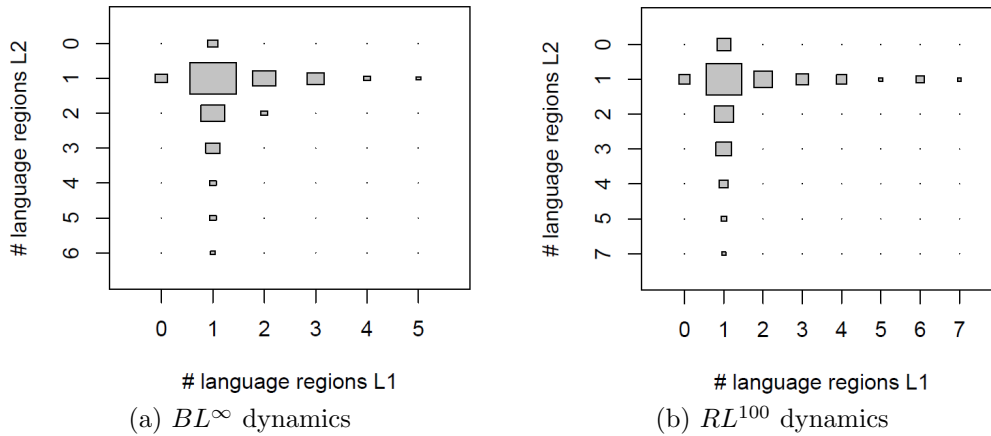 # language regions L2
0
1
2
3
4
5
6
0 1 2 3 4 5
# language regions L1
(a) BL^∞ dynamics
# language regions L2
0
1
2
3
4
5
7
0 1 2 3 4 5 6 7
# language regions L1
(b) RL^100 dynamics